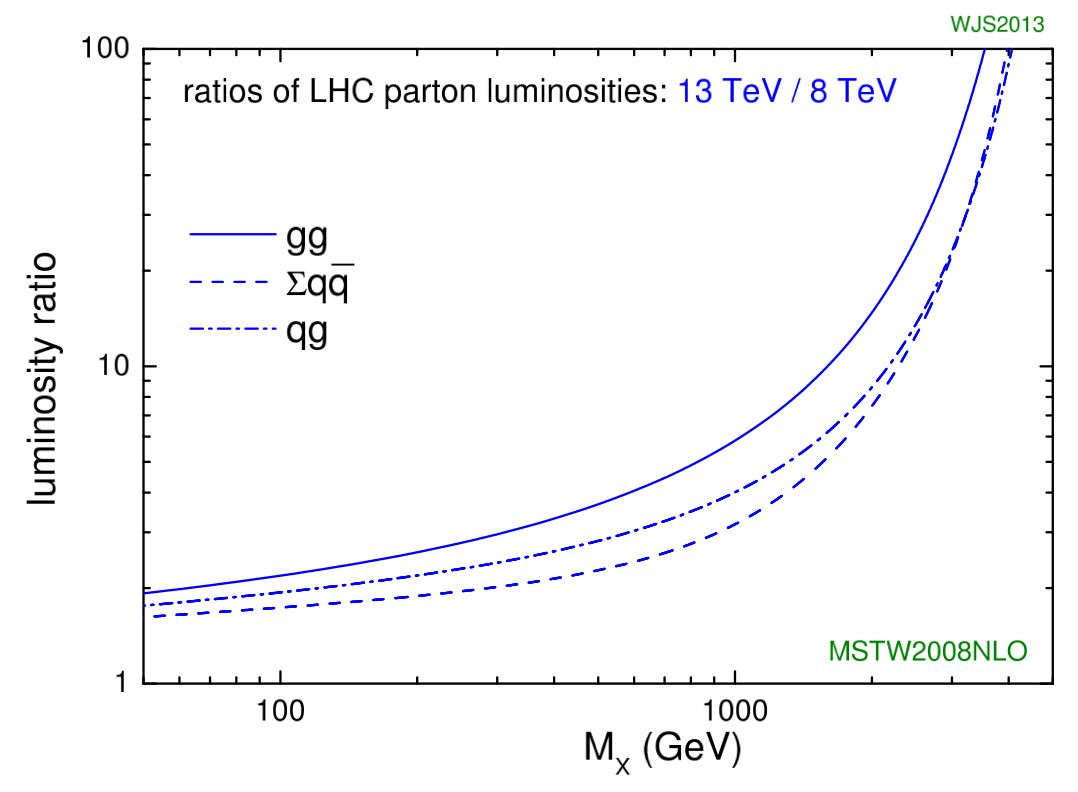 WJS2013
100
ratios of LHC parton luminosities: 13 TeV / 8 TeV
gg
Σqq̅
qg
luminosity ratio
10
MSTW2008NLO
1
100
1000
M_X (GeV)